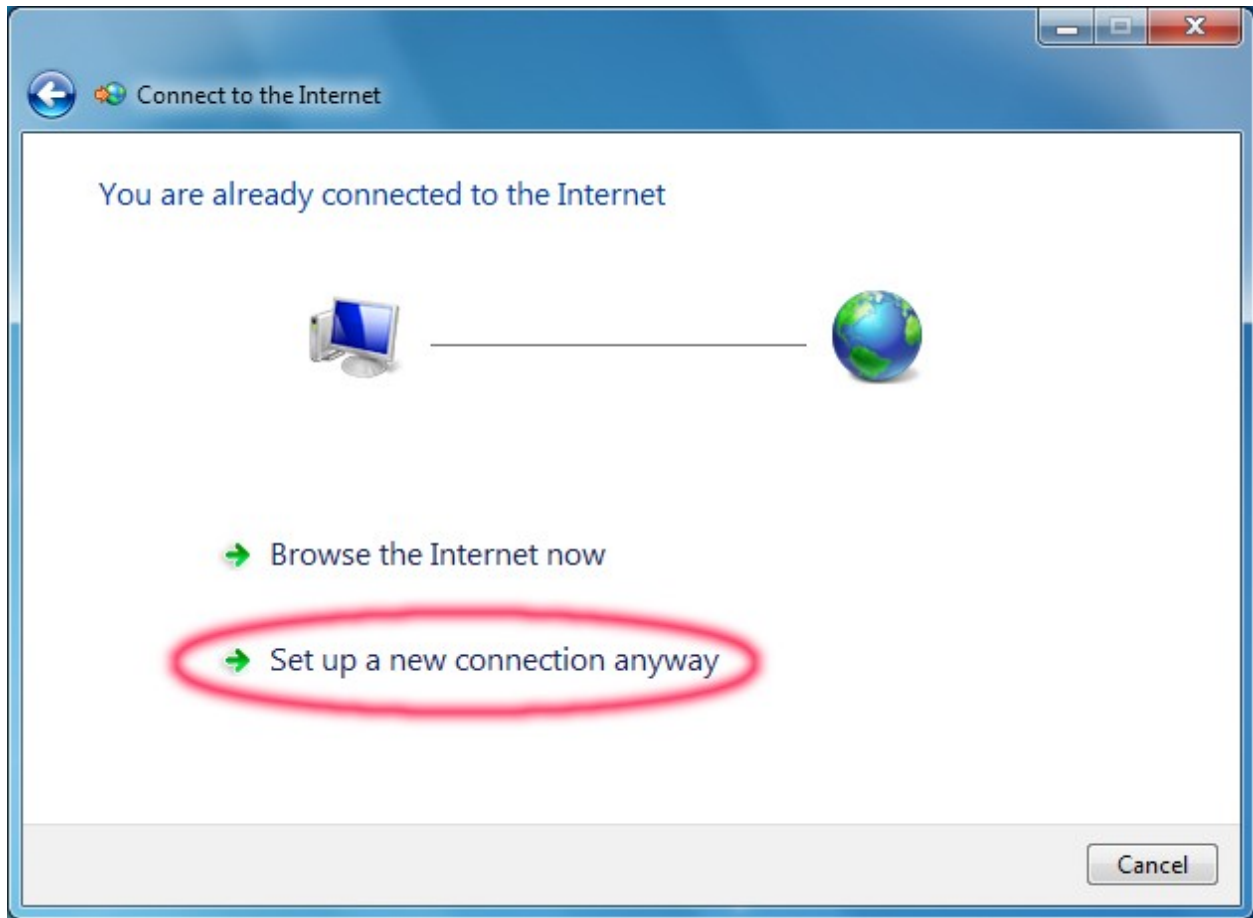 Connect to the Internet
You are already connected to the Internet
Browse the Internet now
Set up a new connection anyway
Cancel